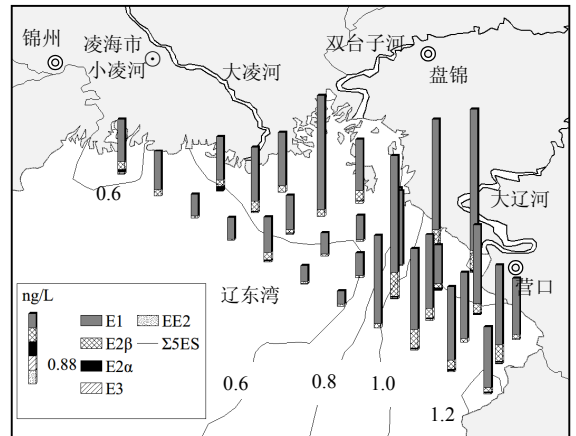 锦州
凌海市
小凌河
大凌河
双台子河
盘锦
大辽河
0.6
营口
辽东湾
ng/L
0.88
E1
E2β
E2α
E3
EE2
Σ5ES
0.6
0.8
1.0
1.2